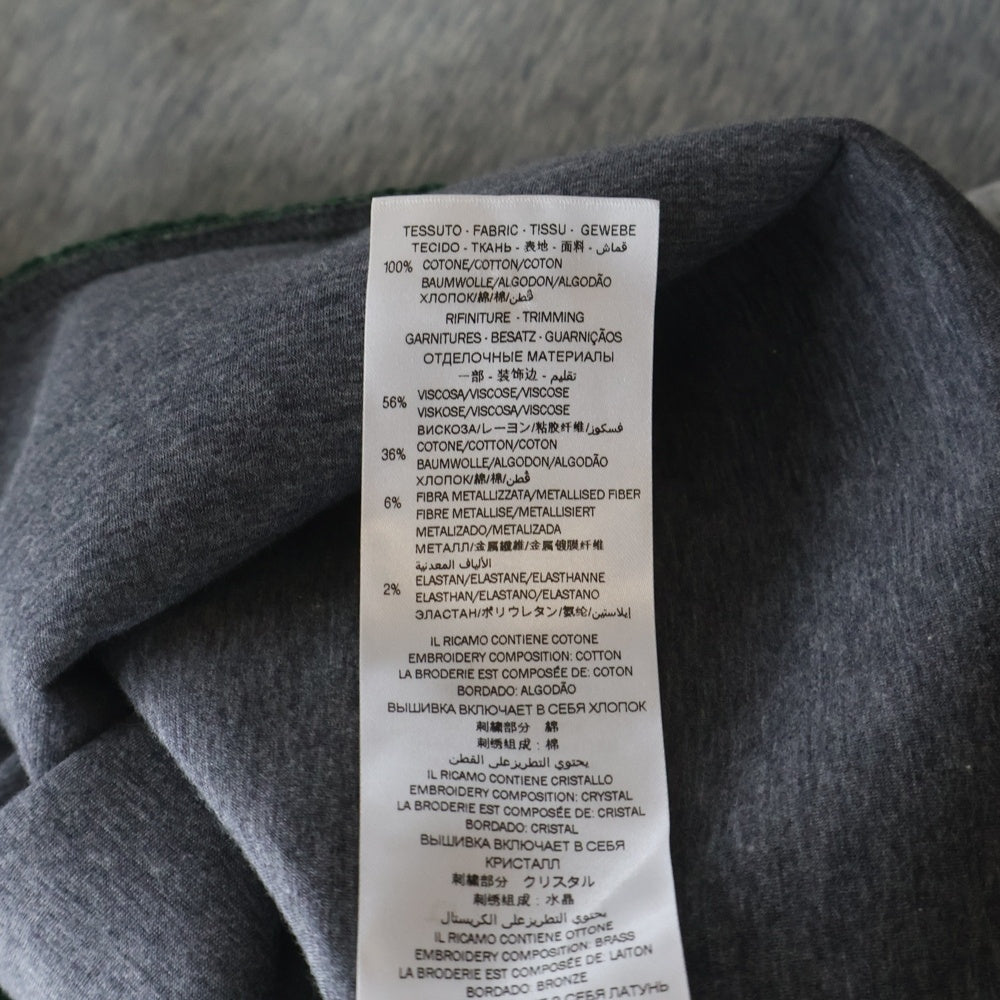 TESSUTO - FABRIC - TISSU - GEWEBE
TECIDO - ТКАНЬ - 表地 - 面料 - قماش
100% COTONE/COTTON/COTON
BAUMWOLLE/ALGODON/ALGODÃO
ХЛОПОК/綿/棉/قطن
RIFINITURE - TRIMMING
GARNITURES - BESATZ - GUARNIÇÃOS
ОТДЕЛОЧНЫЕ МАТЕРИАЛЫ
一部 - 装饰边 - تقليم
56% VISCOSA/VISCOSE/VISCOSE
VISKOSE/VISCOSA/VISCOSE
ВИСКОЗА/レーヨン/粘胶纤维/فسكوز
36% COTONE/COTTON/COTON
BAUMWOLLE/ALGODON/ALGODÃO
ХЛОПОК/綿/棉/قطن
6% FIBRA METALLIZZATA/METALLISED FIBER
FIBRE METALLISE/METALLISIERT
METALIZADO/METALIZADA
МЕТАЛЛ/金属繊維/金属镀膜纤维
الألياف المعدنية
2% ELASTAN/ELASTANE/ELASTHANNE
ELASTHAN/ELASTANO/ELASTANO
ЭЛАСТАН/ポリウレタン/氨纶/إيلاستين
IL RICAMO CONTIENE COTONE
EMBROIDERY COMPOSITION: COTTON
LA BRODERIE EST COMPOSÉE DE: COTON
BORDADO: ALGODÃO
ВЫШИВКА ВКЛЮЧАЕТ В СЕБЯ ХЛОПОК
刺繍部分 綿
刺绣组成 : 棉
يحتوي التطريز على القطن
IL RICAMO CONTIENE CRISTALLO
EMBROIDERY COMPOSITION: CRYSTAL
LA BRODERIE EST COMPOSÉE DE: CRISTAL
BORDADO: CRISTAL
ВЫШИВКА ВКЛЮЧАЕТ В СЕБЯ
КРИСТАЛЛ
刺繍部分 クリスタル
刺绣组成 : 水晶
يحتوي التطريز على الكريستال
IL RICAMO CONTIENE OTTONE
EMBROIDERY COMPOSITION: BRASS
LA BRODERIE EST COMPOSÉE DE: LAITON
BORDADO: BRONZE
В СЕБЯ ЛАТУНЬ